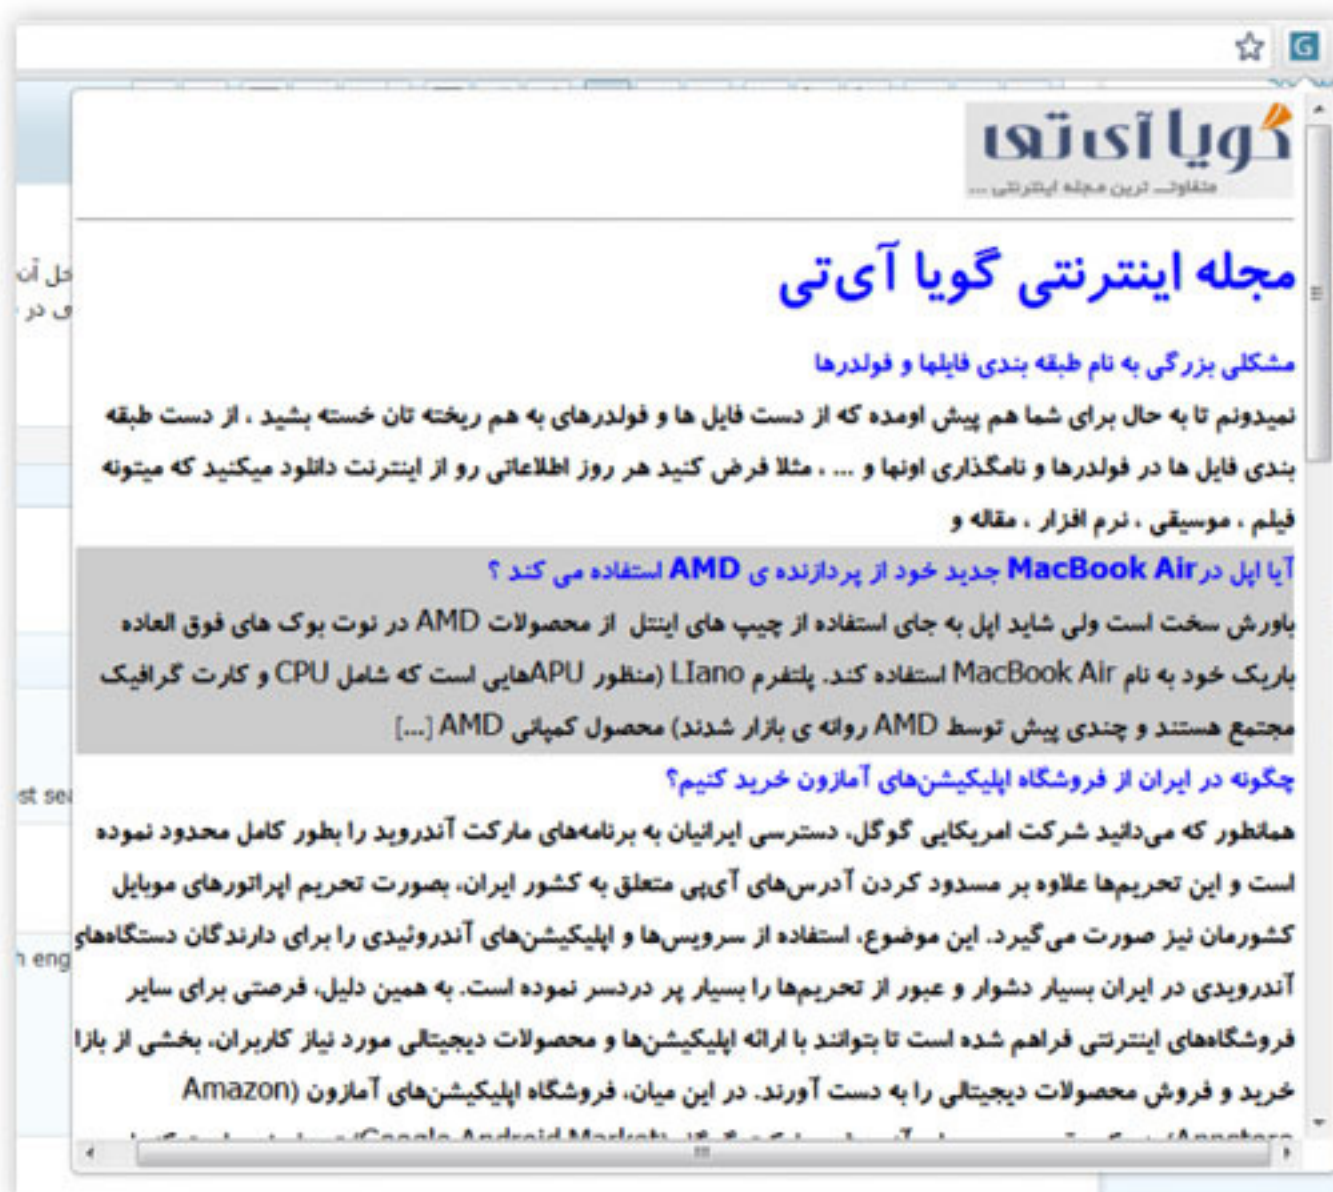 G
گویا آی تی
متفاوت ترین مجله اینترنتی ...
مجله اینترنتی گویا آی‌تی
مشکلی بزرگی به نام طبقه بندی فایلها و فولدرها
نمیدونم تا به حال برای شما هم پیش اومده که از دست فایل ها و فولدرهای به هم ریخته تان خسته بشید ، از دست طبقه
بندی فایل ها در فولدرها و نامگذاری اونها و ... ، مثلا فرض کنید هر روز اطلاعاتی رو از اینترنت دانلود میکنید که میتونه
فیلم ، موسیقی ، نرم افزار ، مقاله و
آیا اپل درMacBook Air جدید خود از پردازنده ی AMD استفاده می کند ؟
باورش سخت است ولی شاید اپل به جای استفاده از چیپ های اینتل از محصولات AMD در نوت بوک های فوق العاده
باریک خود به نام MacBook Air استفاده کند. پلتفرم LIano (منظور APUهایی است که شامل CPU و کارت گرافیک
مجتمع هستند و چندی پیش توسط AMD روانه ی بازار شدند) محصول کمپانی AMD [...]
چگونه در ایران از فروشگاه اپلیکیشن‌های آمازون خرید کنیم؟
همانطور که می‌دانید شرکت امریکایی گوگل، دسترسی ایرانیان به برنامه‌های مارکت آندروید را بطور کامل محدود نموده
است و این تحریم‌ها علاوه بر مسدود کردن آدرس‌های آی‌پی متعلق به کشور ایران، بصورت تحریم اپراتورهای موبایل
کشورمان نیز صورت می‌گیرد. این موضوع، استفاده از سرویس‌ها و اپلیکیشن‌های آندروئیدی را برای دارندگان دستگاه‌های
آندرویدی در ایران بسیار دشوار و عبور از تحریم‌ها را بسیار پر دردسر نموده است. به همین دلیل، فرصتی برای سایر
فروشگاه‌های اینترنتی فراهم شده است تا بتوانند با ارائه اپلیکیشن‌ها و محصولات دیجیتالی مورد نیاز کاربران، بخشی از بازا
خرید و فروش محصولات دیجیتالی را به دست آورند. در این میان، فروشگاه اپلیکیشن‌های آمازون (Amazon
خل آن
ی در
st sea
h eng